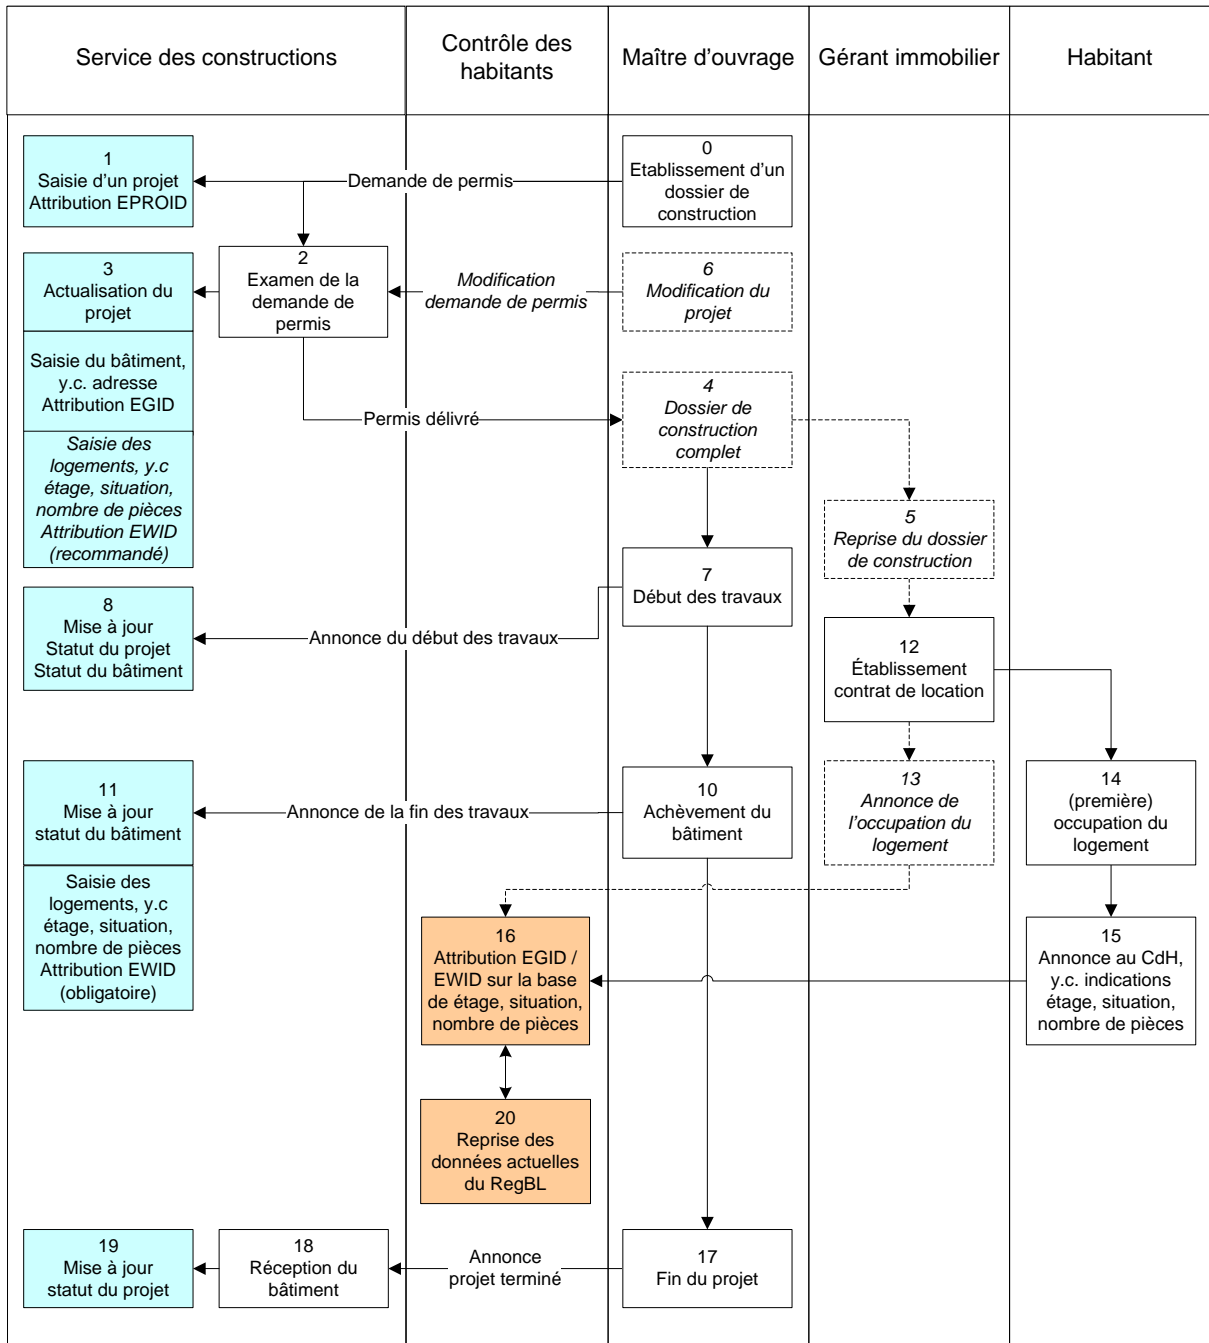 Service des constructions
Contrôle des
habitants
Maître d'ouvrage
Gérant immobilier
Habitant
1
Saisie d'un projet
Attribution EPROID
Demande de permis
0
Etablissement d'un
dossier de
construction
3
Actualisation du
projet
2
Examen de la
demande de
permis
Modification
demande de permis
6
Modification du
projet
Saisie du bâtiment,
y.c. adresse
Attribution EGID
Permis délivré
4
Dossier de
construction
complet
Saisie des
logements, y.c
étage, situation,
nombre de pièces
Attribution EWID
(recommandé)
5
Reprise du dossier
de construction
7
Début des travaux
8
Mise à jour
Statut du projet
Statut du bâtiment
Annonce du début des travaux
12
Établissement
contrat de location
11
Mise à jour
statut du bâtiment
Annonce de la fin des travaux
10
Achèvement du
bâtiment
13
Annonce de
l'occupation du
logement
14
(première)
occupation du
logement
Saisie des
logements, y.c
étage, situation,
nombre de pièces
Attribution EWID
(obligatoire)
16
Attribution EGID /
EWID sur la base
de étage, situation,
nombre de pièces
15
Annonce au CdH,
y.c. indications
étage, situation,
nombre de pièces
20
Reprise des
données actuelles
du RegBL
19
Mise à jour
statut du projet
18
Réception du
bâtiment
Annonce
projet terminé
17
Fin du projet